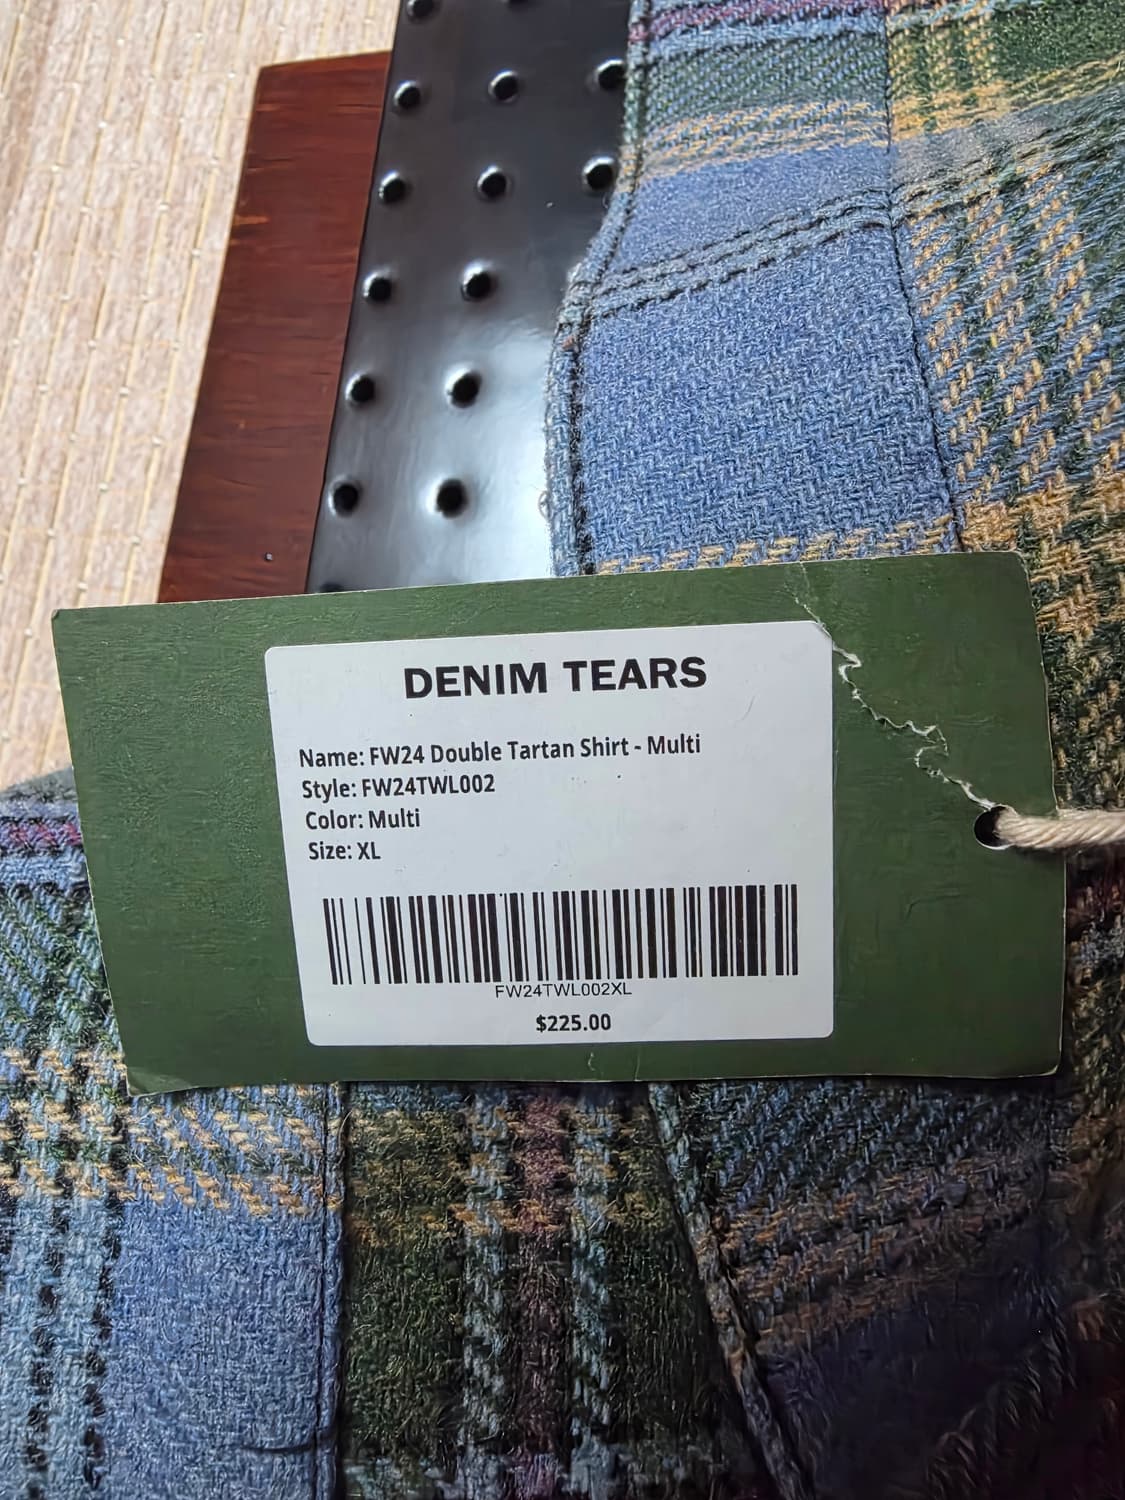 DENIM TEARS
Name: FW24 Double Tartan Shirt - Multi
Style: FW24TWL002
Color: Multi
Size: XL
FW24TWL002XL
$225.00